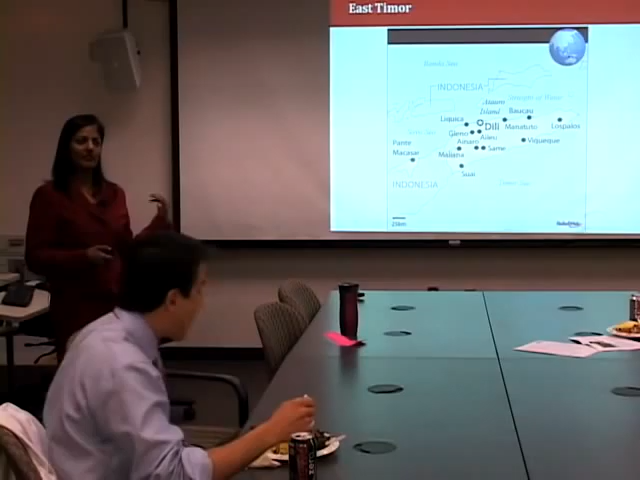 East Timor
INDONESIA
Atauro
Island
Baucau
Liquica
Dili
Manatuto
Lospalos
Gleno
Aileu
Ainaro
Viqueque
Pante
Macasar
Maliana
Same
Suai
INDONESIA
25km